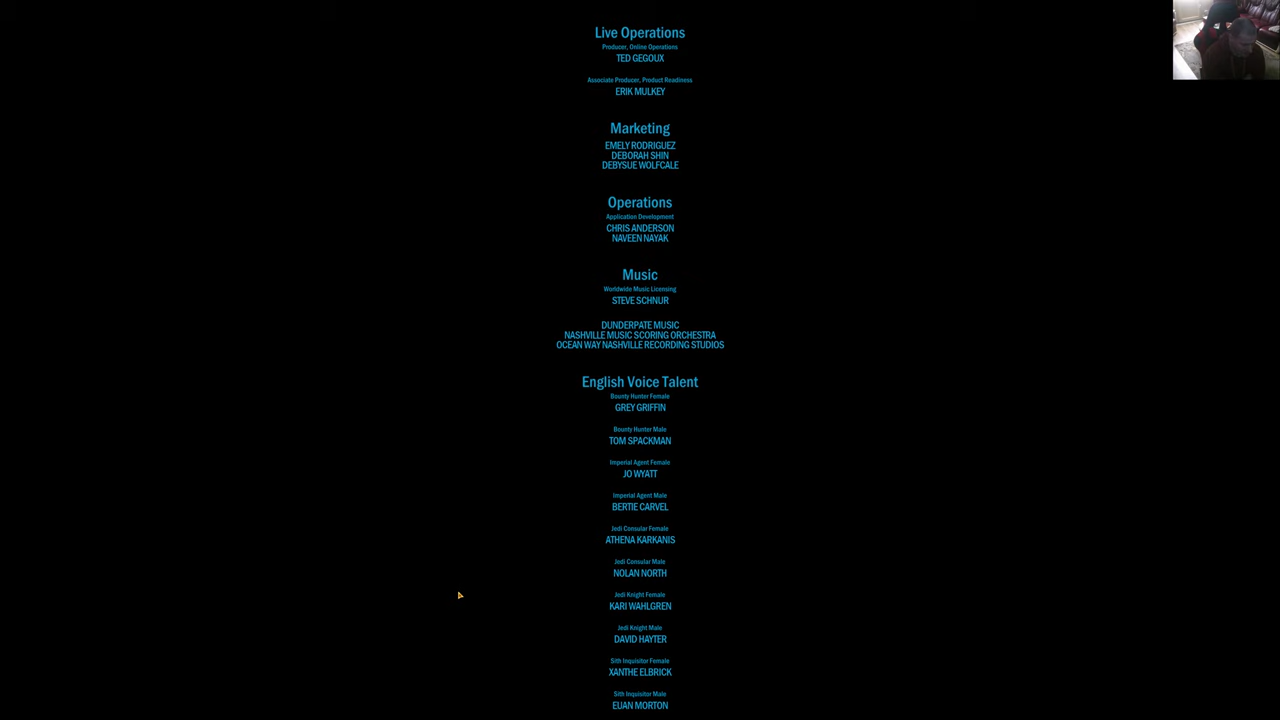 Live Operations
Producer, Online Operations
TED GEGOUX
Associate Producer, Product Readiness
ERIK MULKEY
Marketing
EMELY RODRIGUEZ
DEBORAH SHIN
DEBYSUE WOLFCALE
Operations
Application Development
CHRIS ANDERSON
NAVEEN NAYAK
Music
Worldwide Music Licensing
STEVE SCHNUR
DUNDERPATE MUSIC
NASHVILLE MUSIC SCORING ORCHESTRA
OCEAN WAY NASHVILLE RECORDING STUDIOS
English Voice Talent
Bounty Hunter Female
GREY GRIFFIN
Bounty Hunter Male
TOM SPACKMAN
Imperial Agent Female
JO WYATT
Imperial Agent Male
BERTIE CARVEL
Jedi Consular Female
ATHENA KARKANIS
Jedi Consular Male
NOLAN NORTH
Jedi Knight Female
KARI WAHLGREN
Jedi Knight Male
DAVID HAYTER
Sith Inquisitor Female
XANTHE ELBRICK
Sith Inquisitor Male
EUAN MORTON